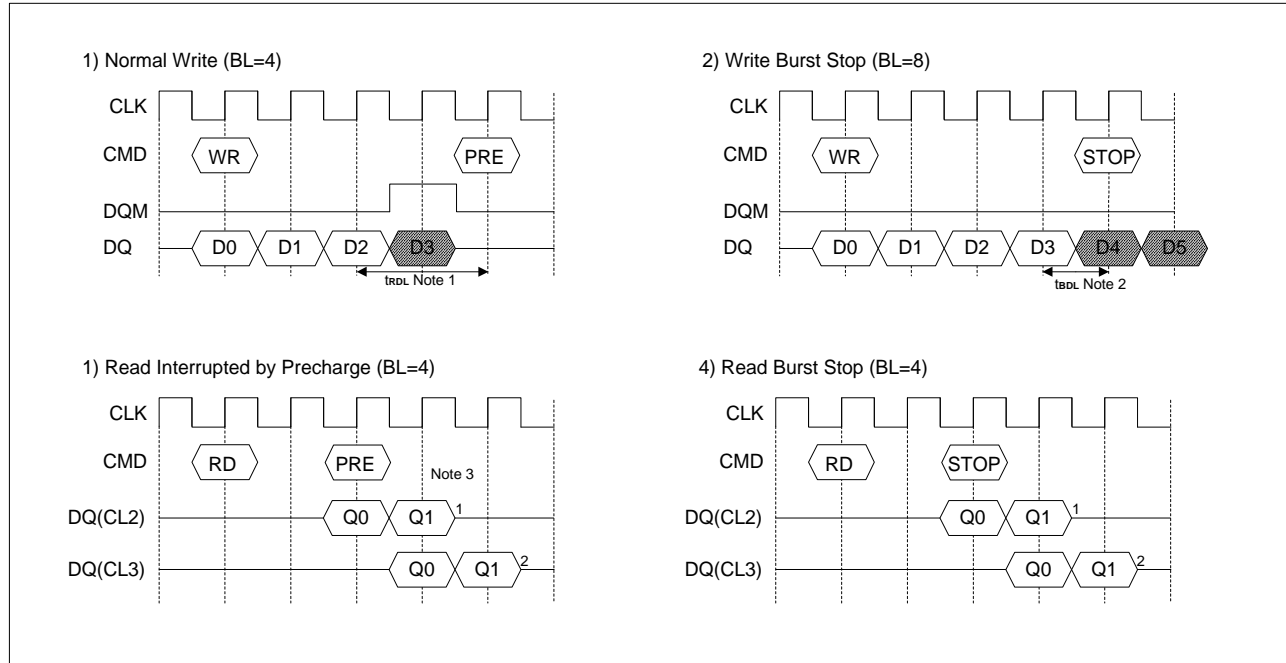 1) Normal Write (BL=4)
CLK
CMD
WR
PRE
DQM
DQ
D0
D1
D2
D3
tRDL Note 1
2) Write Burst Stop (BL=8)
CLK
CMD
WR
STOP
DQM
DQ
D0
D1
D2
D3
D4
D5
tBDL Note 2
1) Read Interrupted by Precharge (BL=4)
CLK
CMD
RD
PRE
Note 3
DQ(CL2)
Q0
Q1
1
DQ(CL3)
Q0
Q1
2
4) Read Burst Stop (BL=4)
CLK
CMD
RD
STOP
DQ(CL2)
Q0
Q1
1
DQ(CL3)
Q0
Q1
2